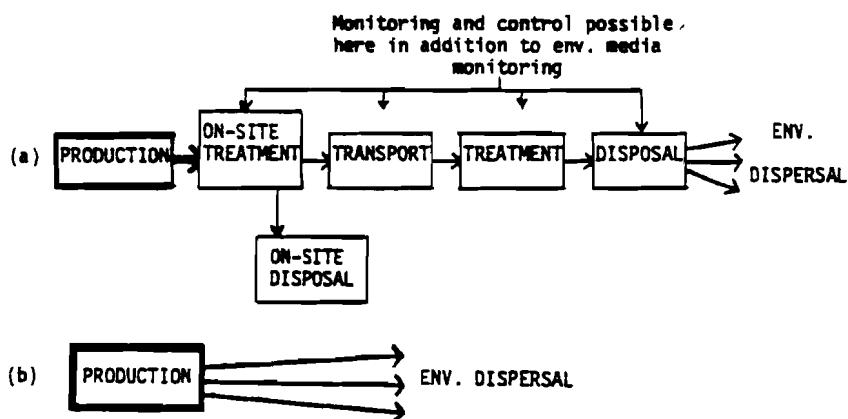 Monitoring and control possible
here in addition to env. media
monitoring
(a)
PRODUCTION
ON-SITE
TREATMENT
TRANSPORT
TREATMENT
DISPOSAL
ENV.
DISPERSAL
ON-SITE
DISPOSAL
(b)
PRODUCTION
ENV. DISPERSAL